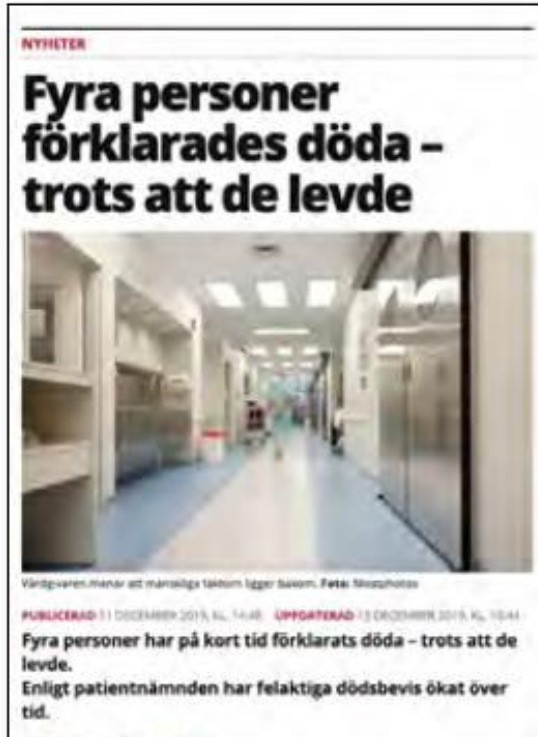 NYHETER
Fyra personer
förklarades döda –
trots att de levde
Vårdgivaren menar att mänskliga faktorn ligger bakom. Foto: Mostphotos
PUBLICERAD 11 DECEMBER 2019, KL. 14:48 UPPDATERAD 13 DECEMBER 2019, KL. 10:44
Fyra personer har på kort tid förklarats döda – trots att de
levde.
Enligt patientnämnden har felaktiga dödsbevis ökat över
tid.